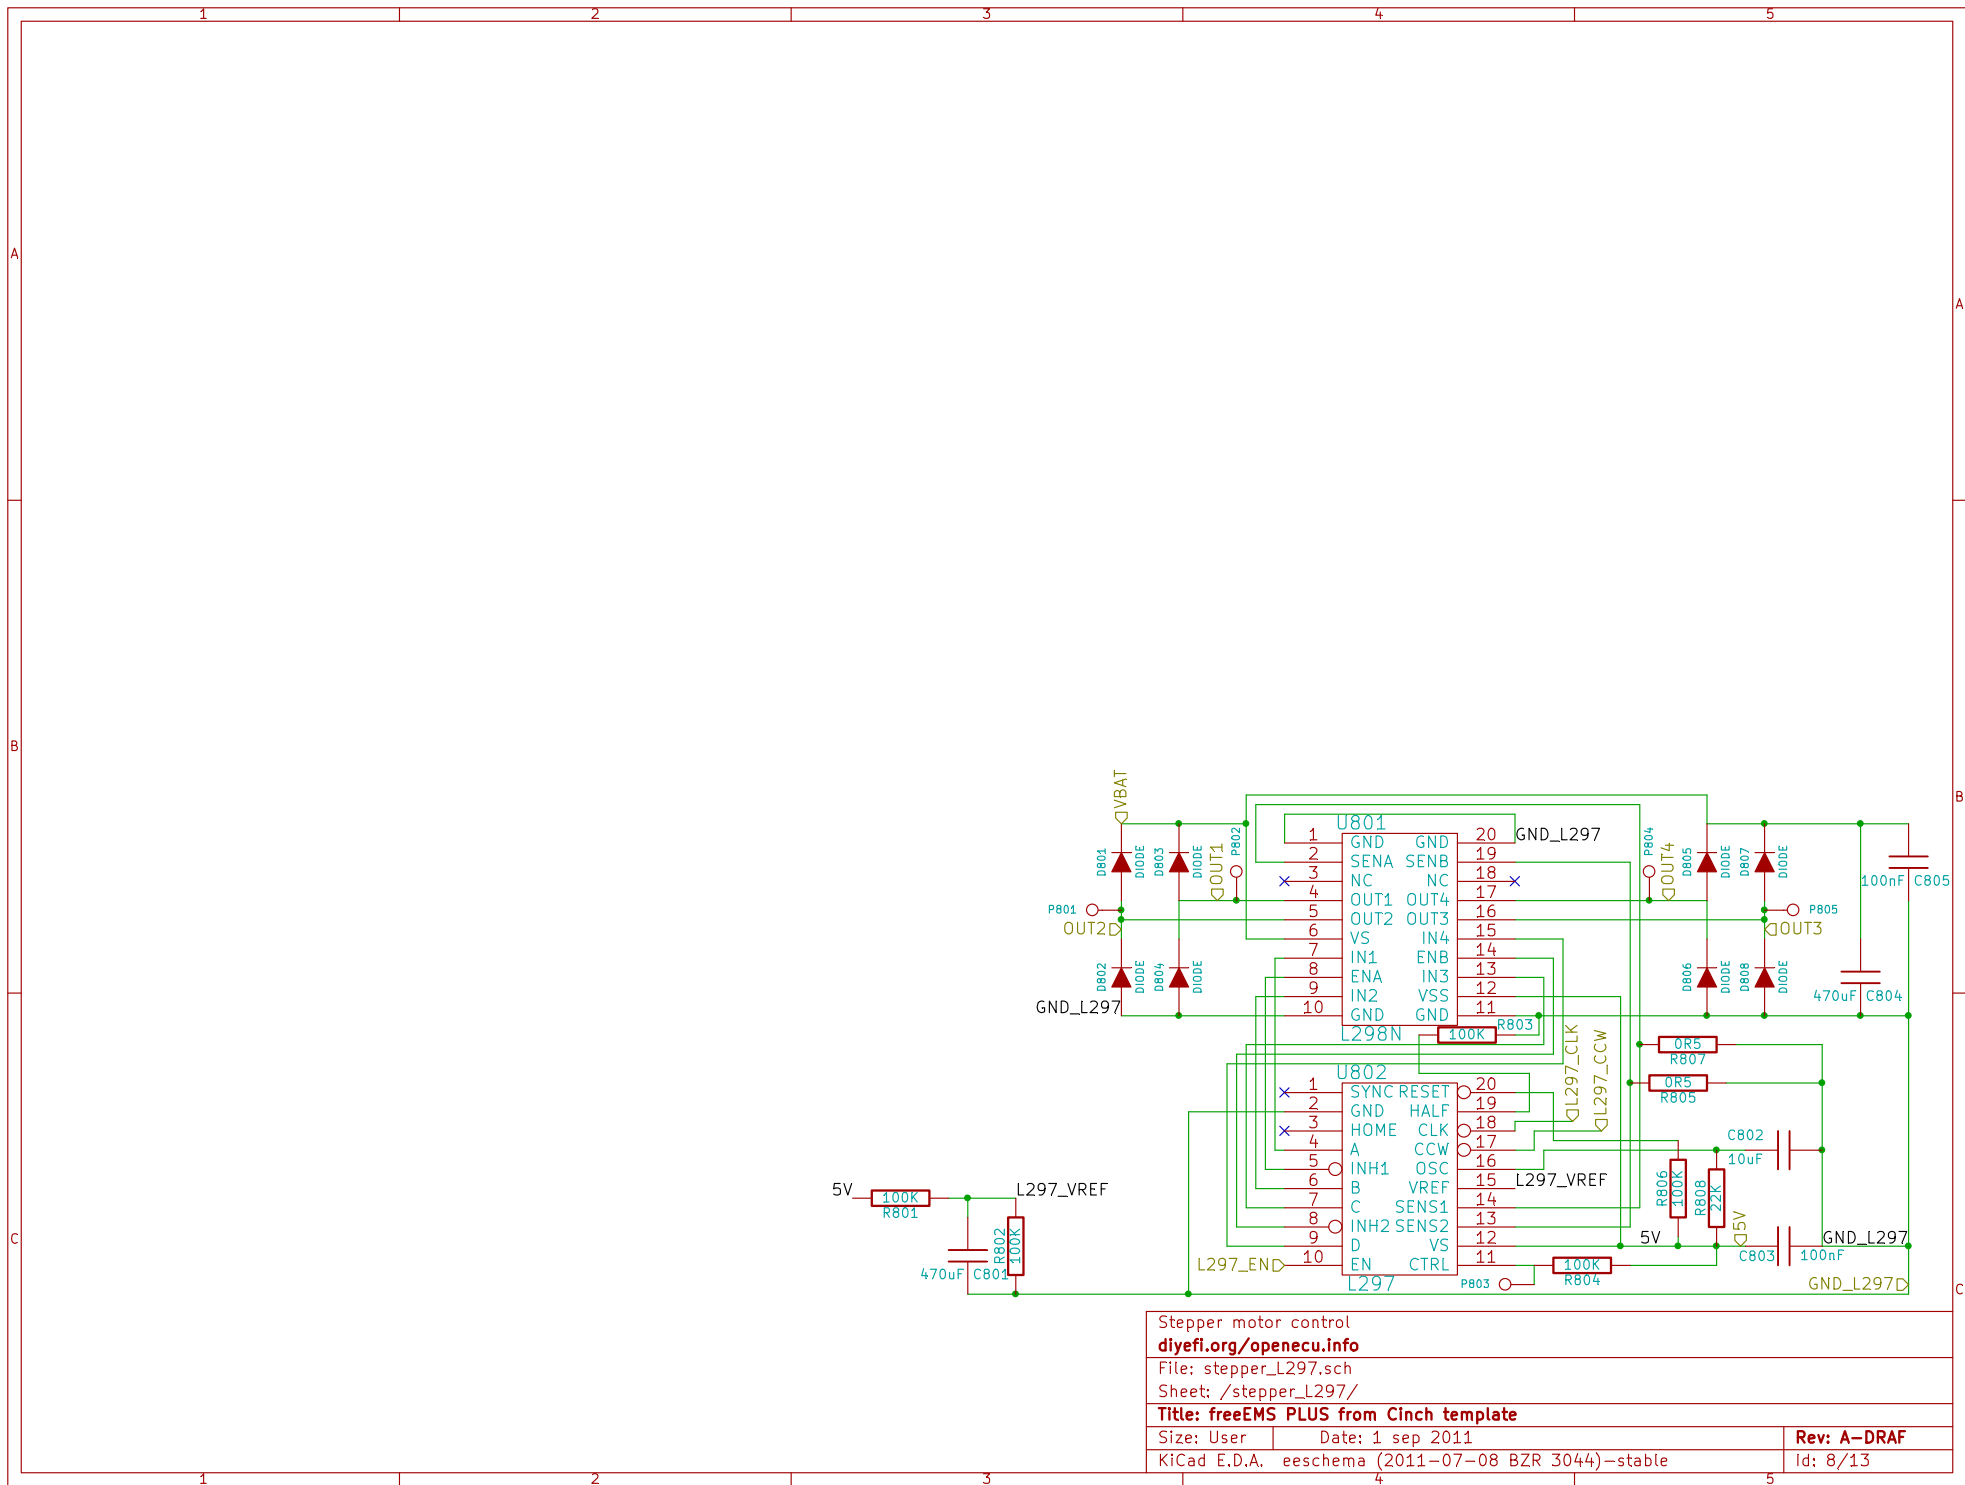 1 2 3 4 5
A A
B B
C C
1 2 3 4 5
VBAT
D801 DIODE
D803 DIODE
OUT1
P802
P801
OUT2
D802 DIODE
D804 DIODE
GND_L297
U801
1 GND GND 20
2 SENA SENB 19
3 NC NC 18
4 OUT1 OUT4 17
5 OUT2 OUT3 16
6 VS IN4 15
7 IN1 ENB 14
8 ENA IN3 13
9 IN2 VSS 12
10 GND GND 11
L298N
GND_L297
P804
OUT4
D805 DIODE
D807 DIODE
100nF C805
P805
OUT3
D806 DIODE
D808 DIODE
470uF C804
100K R803
L297_CLK
L297_CCW
0R5
R807
0R5
R805
U802
1 SYNC RESET 20
2 GND HALF 19
3 HOME CLK 18
4 A CCW 17
5 INH1 OSC 16
6 B VREF 15
7 C SENS1 14
8 INH2 SENS2 13
9 D VS 12
10 EN CTRL 11
L297
L297_EN
L297_VREF
C802
10uF
R806 100K
R808 22K
5V
5V
C803 100nF
GND_L297
GND_L297
P803
100K
R804
5V
100K
R801
L297_VREF
R802 100K
470uF C801
Stepper motor control
diyefi.org/openecu.info
File: stepper_L297.sch
Sheet: /stepper_L297/
Title: freeEMS PLUS from Cinch template
Size: User Date: 1 sep 2011 Rev: A-DRAF
KiCad E.D.A. eeschema (2011-07-08 BZR 3044)-stable Id: 8/13